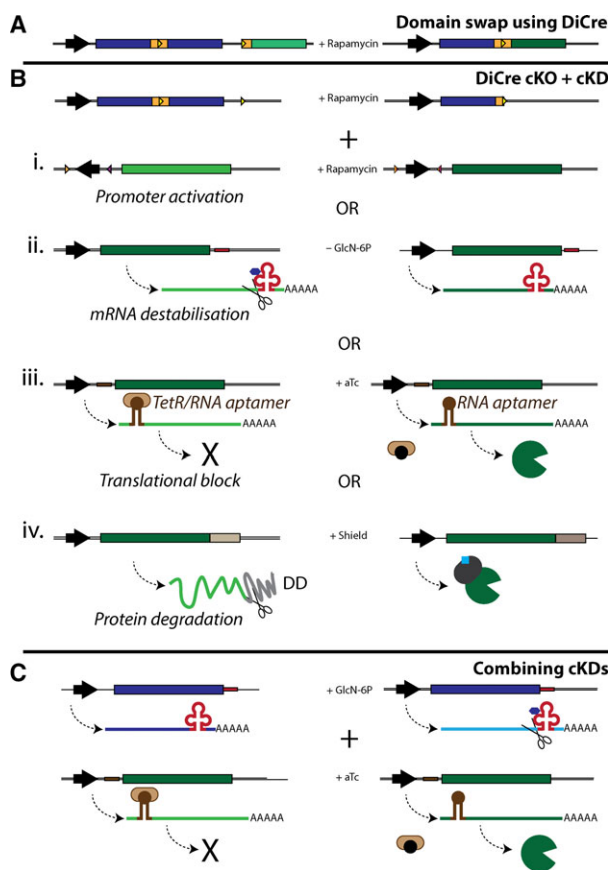 A
Domain swap using DiCre
+ Rapamycin
B
DiCre cKO + cKD
+ Rapamycin
+
i.
+ Rapamycin
Promoter activation
OR
ii.
– GlcN-6P
AAAAA
AAAAA
mRNA destabilisation
OR
iii.
+ aTc
TetR/RNA aptamer
RNA aptamer
AAAAA
AAAAA
X
Translational block
OR
iv.
+ Shield
DD
Protein degradation
C
Combining cKDs
+ GlcN-6P
AAAAA
AAAAA
+
+ aTc
AAAAA
AAAAA
X